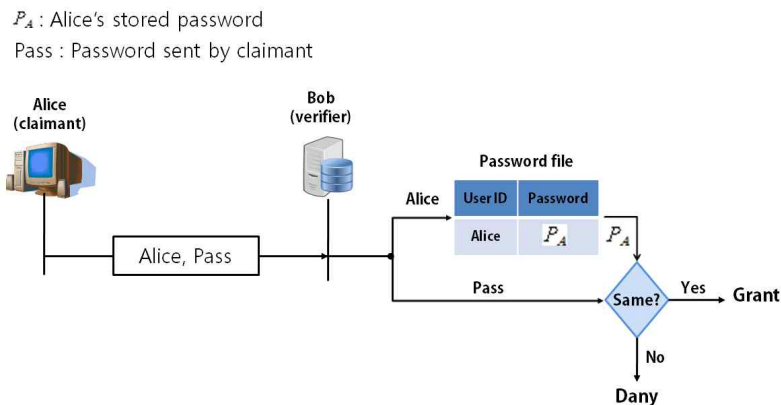 P_A : Alice's stored password
Pass : Password sent by claimant
Alice
(claimant)
Bob
(verifier)
Password file
Alice
User ID Password
Alice P_A
P_A
Alice, Pass
Pass
Same?
Yes
Grant
No
Dany